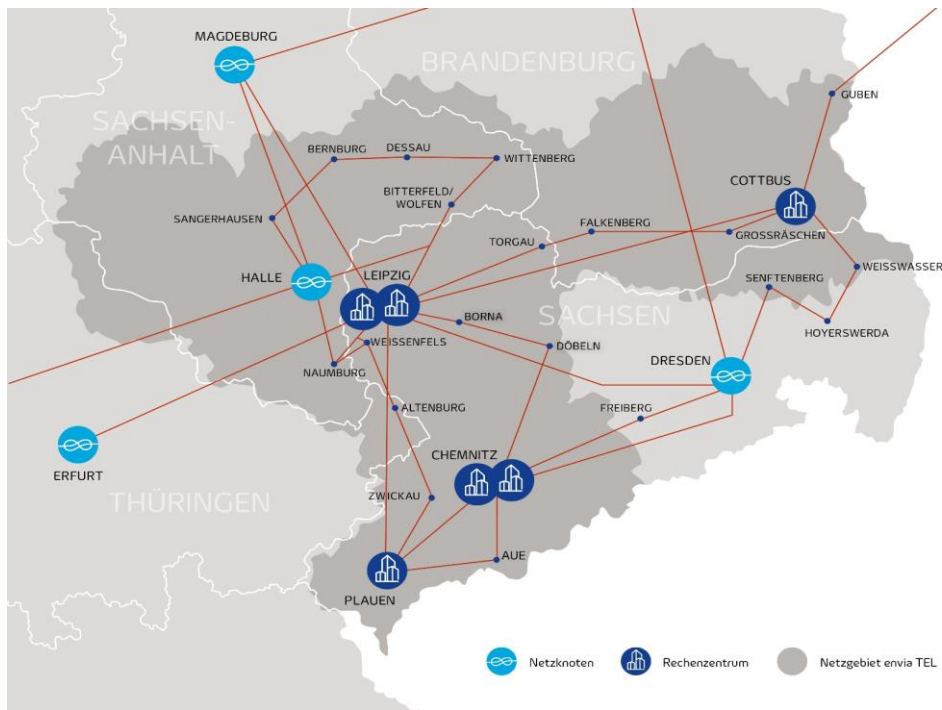 MAGDEBURG
BRANDENBURG
GUBEN
SACHSEN-
ANHALT
BERNBURG
DESSAU
WITTENBERG
COTTBUS
BITTERFELD/
WOLFEN
SANGERHAUSEN
FALKENBERG
TORGAU
GROSSRÄSCHEN
HALLE
LEIPZIG
WEISSWASSER
SENFTENBERG
BORNA
SACHSEN
HOYERSWERDA
WEISSENFELS
DÖBELN
DRESDEN
NAUMBURG
ALTENBURG
FREIBERG
ERFURT
CHEMNITZ
THÜRINGEN
ZWICKAU
AUE
PLAUEN
Netzknoten
Rechenzentrum
Netzgebiet envia TEL